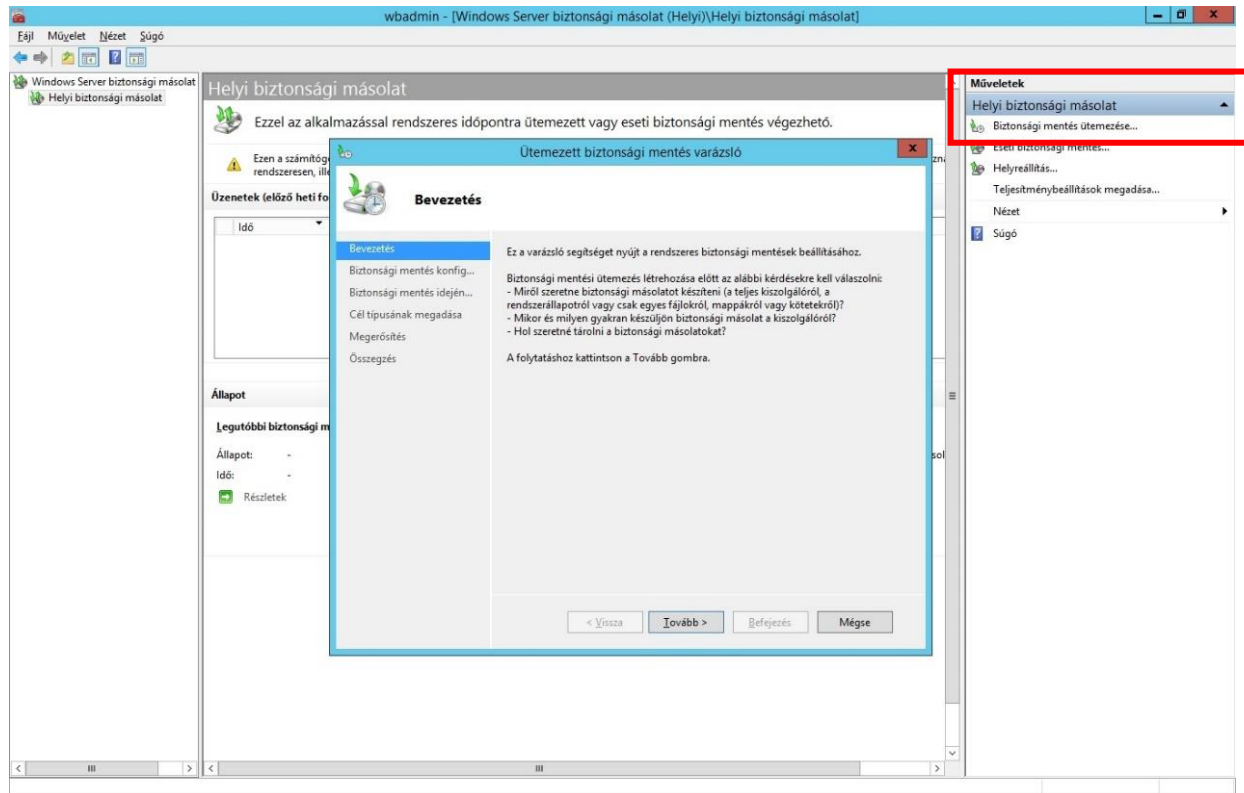 wbadmin - [Windows Server biztonsági másolat (Helyi)\Helyi biztonsági másolat]
Fájl Művelet Nézet Súgó
Windows Server biztonsági másolat
Helyi biztonsági másolat
Helyi biztonsági másolat
Ezzel az alkalmazással rendszeres időpontra ütemezett vagy eseti biztonsági mentés végezhető.
Ezen a számítóg
rendszeresen, ille
Üzenetek (előző heti fo
Idő
Állapot
Legutóbbi biztonsági m
Állapot: -
Idő: -
Részletek
Ütemezett biztonsági mentés varázsló
Bevezetés
Bevezetés
Biztonsági mentés konfig...
Biztonsági mentés idején...
Cél típusának megadása
Megerősítés
Összegzés
Ez a varázsló segítséget nyújt a rendszeres biztonsági mentések beállításához.
Biztonsági mentési ütemezés létrehozása előtt az alábbi kérdésekre kell válaszolni:
- Miről szeretne biztonsági másolatot készíteni (a teljes kiszolgálóról, a
rendszerállapotról vagy csak egyes fájlokról, mappákról vagy kötetekről)?
- Mikor és milyen gyakran készüljön biztonsági másolat a kiszolgálóról?
- Hol szeretné tárolni a biztonsági másolatokat?
A folytatáshoz kattintson a Tovább gombra.
< Vissza
Tovább >
Befejezés
Mégse
Műveletek
Helyi biztonsági másolat
Biztonsági mentés ütemezése...
Eseti biztonsági mentés...
Helyreállítás...
Teljesítménybeállítások megadása...
Nézet
Súgó